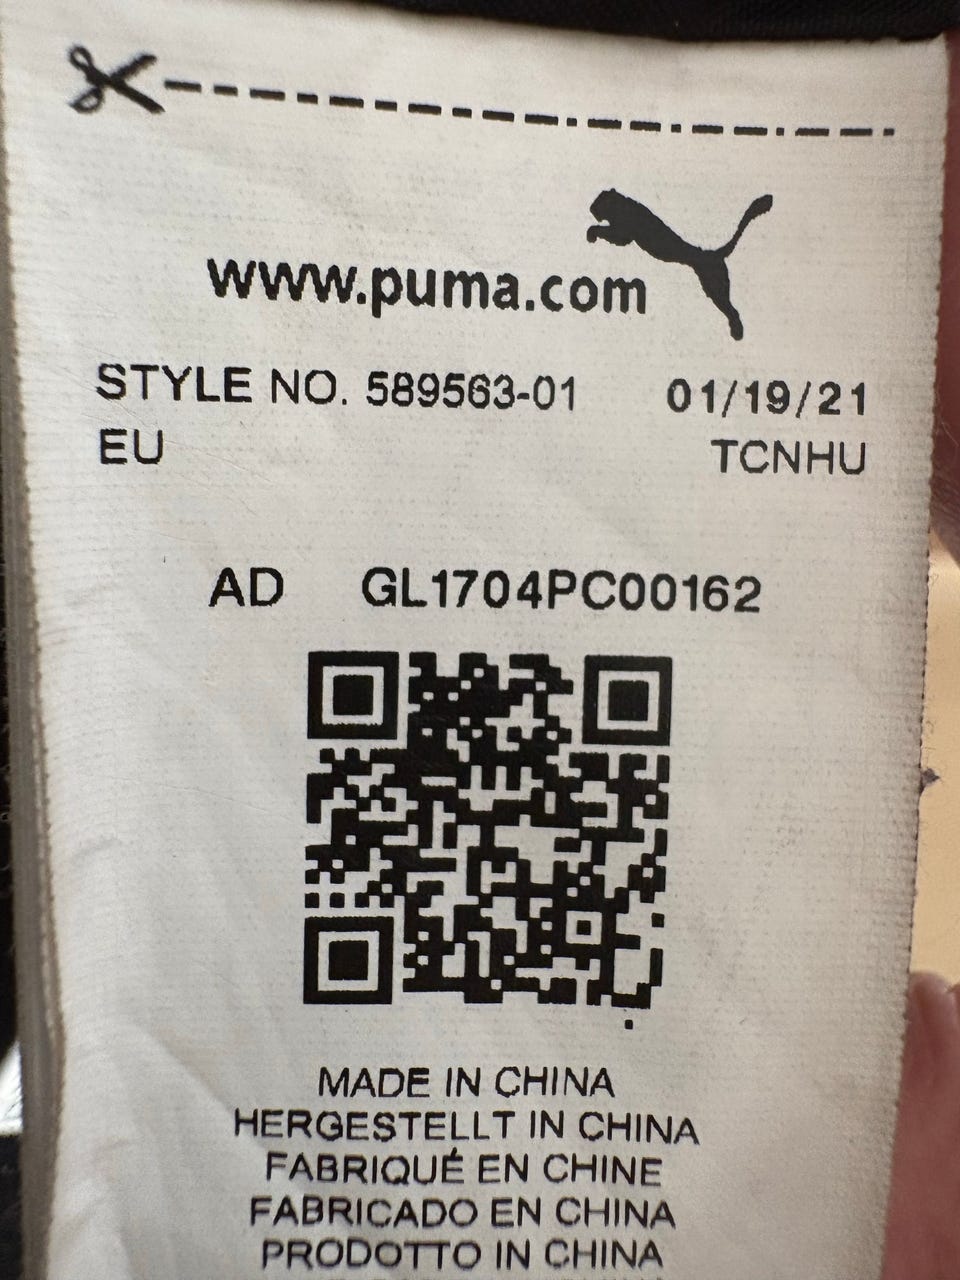 www.puma.com
STYLE NO. 589563-01 01/19/21
EU TCNHU
AD GL1704PC00162
MADE IN CHINA
HERGESTELLT IN CHINA
FABRIQUÉ EN CHINE
FABRICADO EN CHINA
PRODOTTO IN CHINA